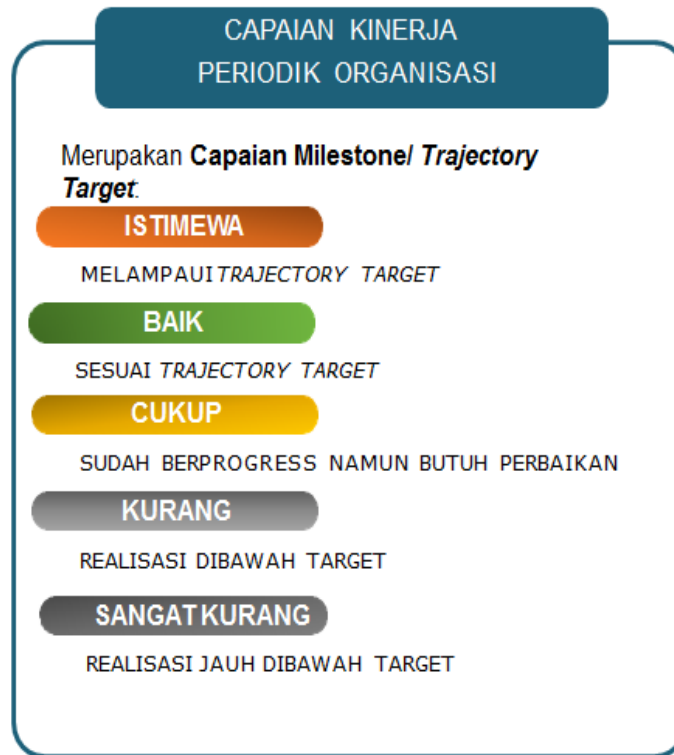 CAPAIAN KINERJA
PERIODIK ORGANISASI
Merupakan Capaian Milestone/ Trajectory
Target:
ISTIMEWA
MELAMPAUI TRAJECTORY TARGET
BAIK
SESUAI TRAJECTORY TARGET
CUKUP
SUDAH BERPROGRESS NAMUN BUTUH PERBAIKAN
KURANG
REALISASI DIBAWAH TARGET
SANGAT KURANG
REALISASI JAUH DIBAWAH TARGET